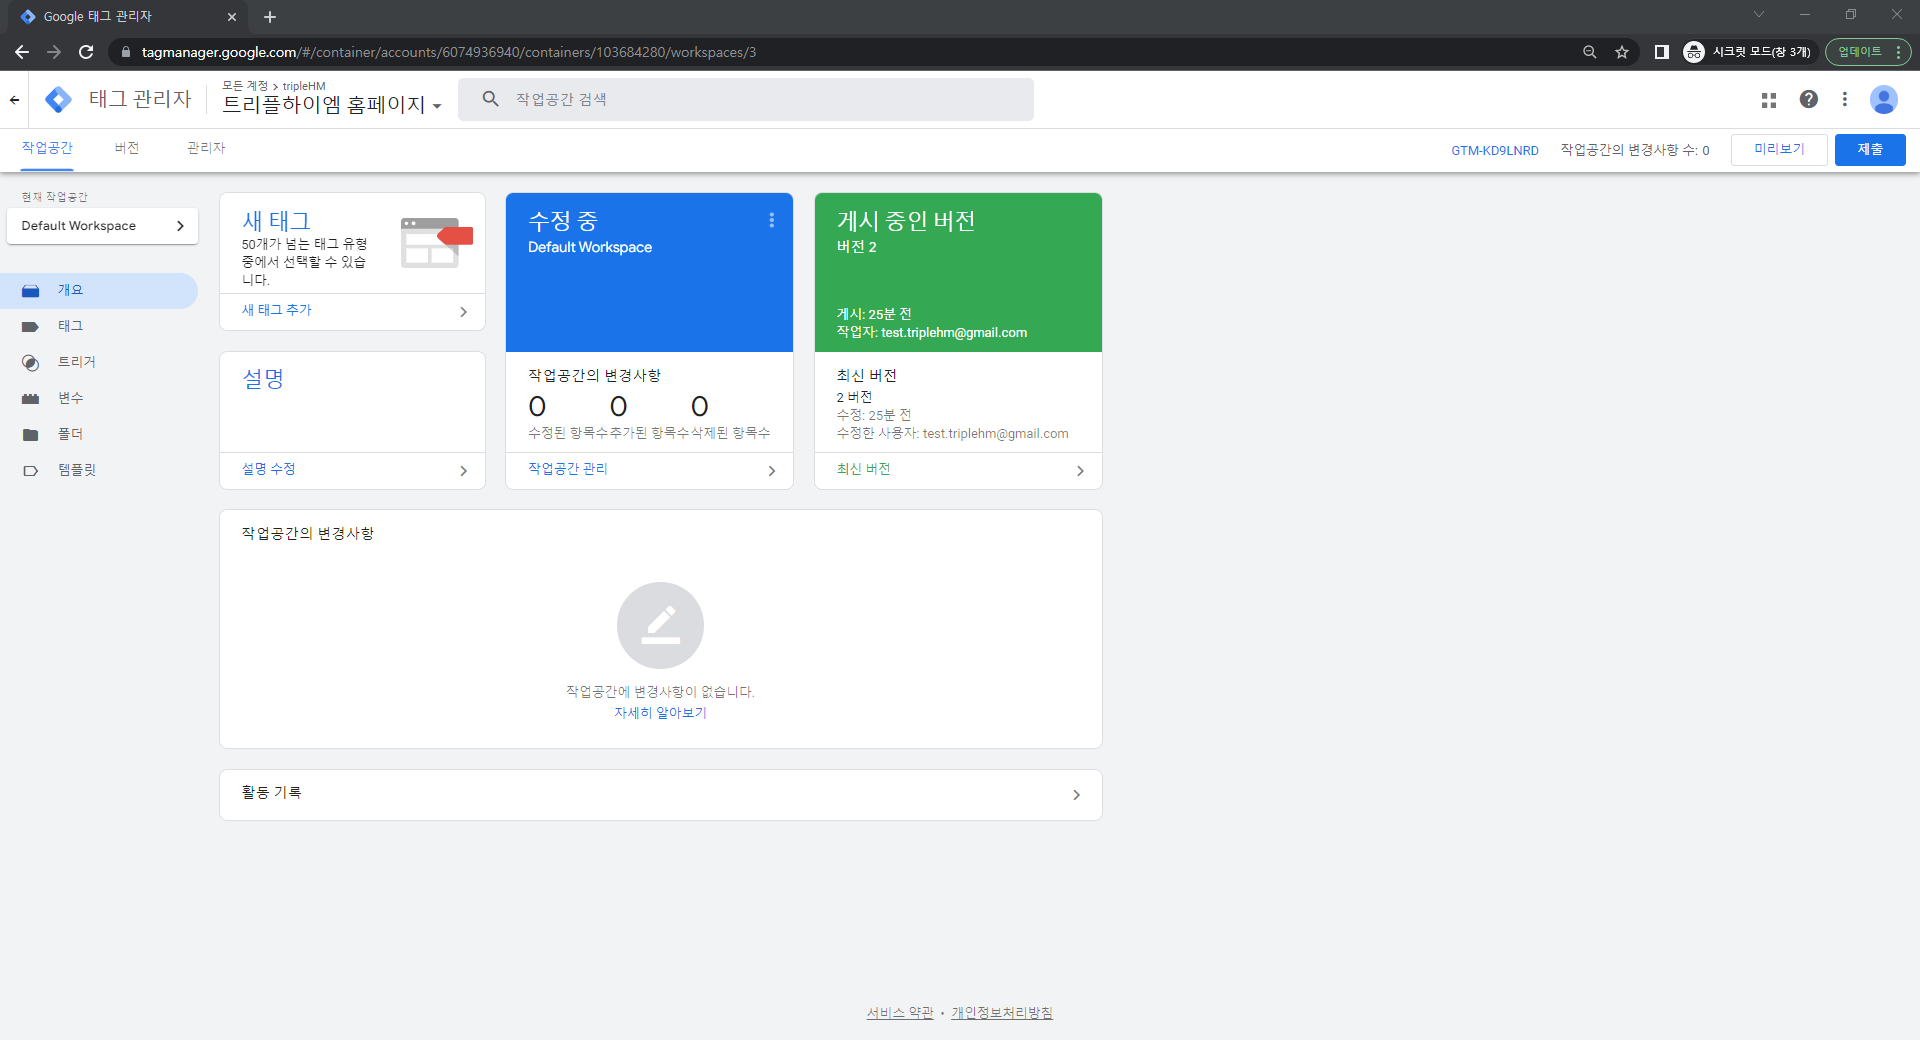 Google 태그 관리자
tagmanager.google.com/#/container/accounts/6074936940/containers/103684280/workspaces/3
시크릿 모드(창 3개)
업데이트
태그 관리자
모든 계정 > tripleHM
트리플하이엠 홈페이지
작업공간 검색
작업공간
버전
관리자
GTM-KD9LNRD
작업공간의 변경사항 수: 0
미리보기
제출
현재 작업공간
Default Workspace
개요
태그
트리거
변수
폴더
템플릿
새 태그
50개가 넘는 태그 유형
중에서 선택할 수 있습
니다.
새 태그 추가
설명
설명 수정
수정 중
Default Workspace
작업공간의 변경사항
0 0 0
수정된 항목수 추가된 항목수 삭제된 항목수
작업공간 관리
게시 중인 버전
버전 2
게시: 25분 전
작업자: test.triplehm@gmail.com
최신 버전
2 버전
수정: 25분 전
수정한 사용자: test.triplehm@gmail.com
최신 버전
작업공간의 변경사항
작업공간에 변경사항이 없습니다.
자세히 알아보기
활동 기록
서비스 약관 • 개인정보처리방침